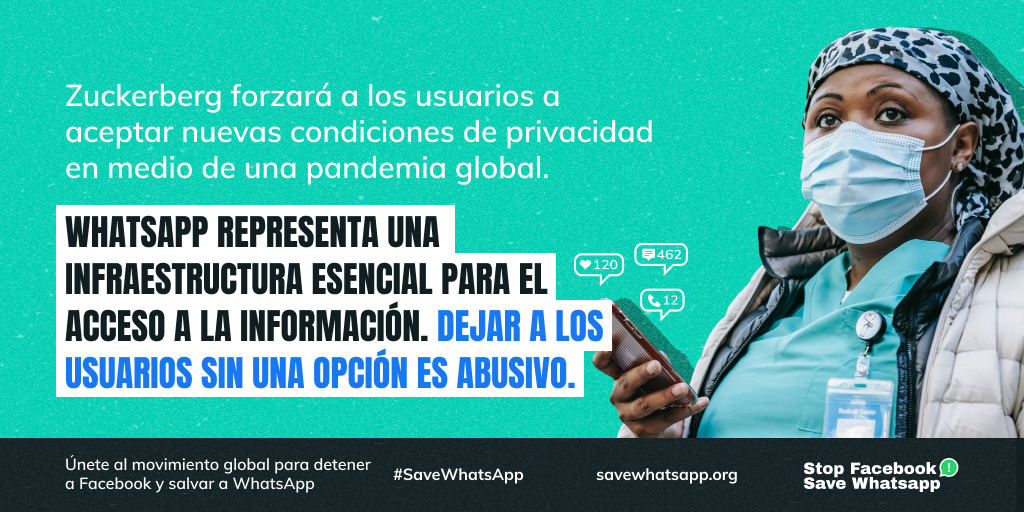 Zuckerberg forzará a los usuarios a
aceptar nuevas condiciones de privacidad
en medio de una pandemia global.
WHATSAPP REPRESENTA UNA
INFRAESTRUCTURA ESENCIAL PARA EL
ACCESO A LA INFORMACIÓN. DEJAR A LOS
USUARIOS SIN UNA OPCIÓN ES ABUSIVO.
120
462
12
Medical Center
Únete al movimiento global para detener
a Facebook y salvar a WhatsApp
#SaveWhatsApp
savewhatsapp.org
Stop Facebook
Save Whatsapp